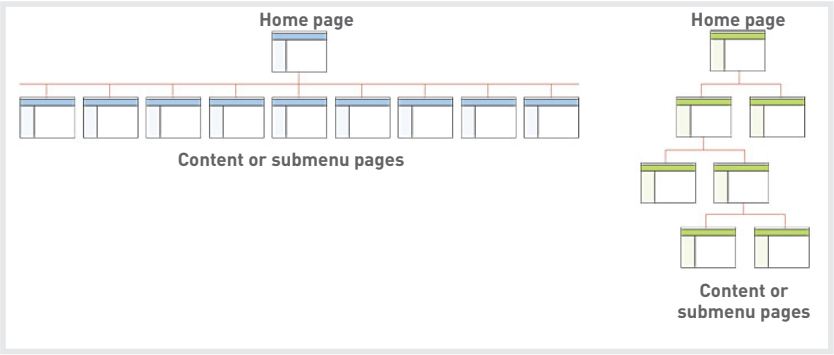 Home page
Content or submenu pages
Home page
Content or
submenu pages